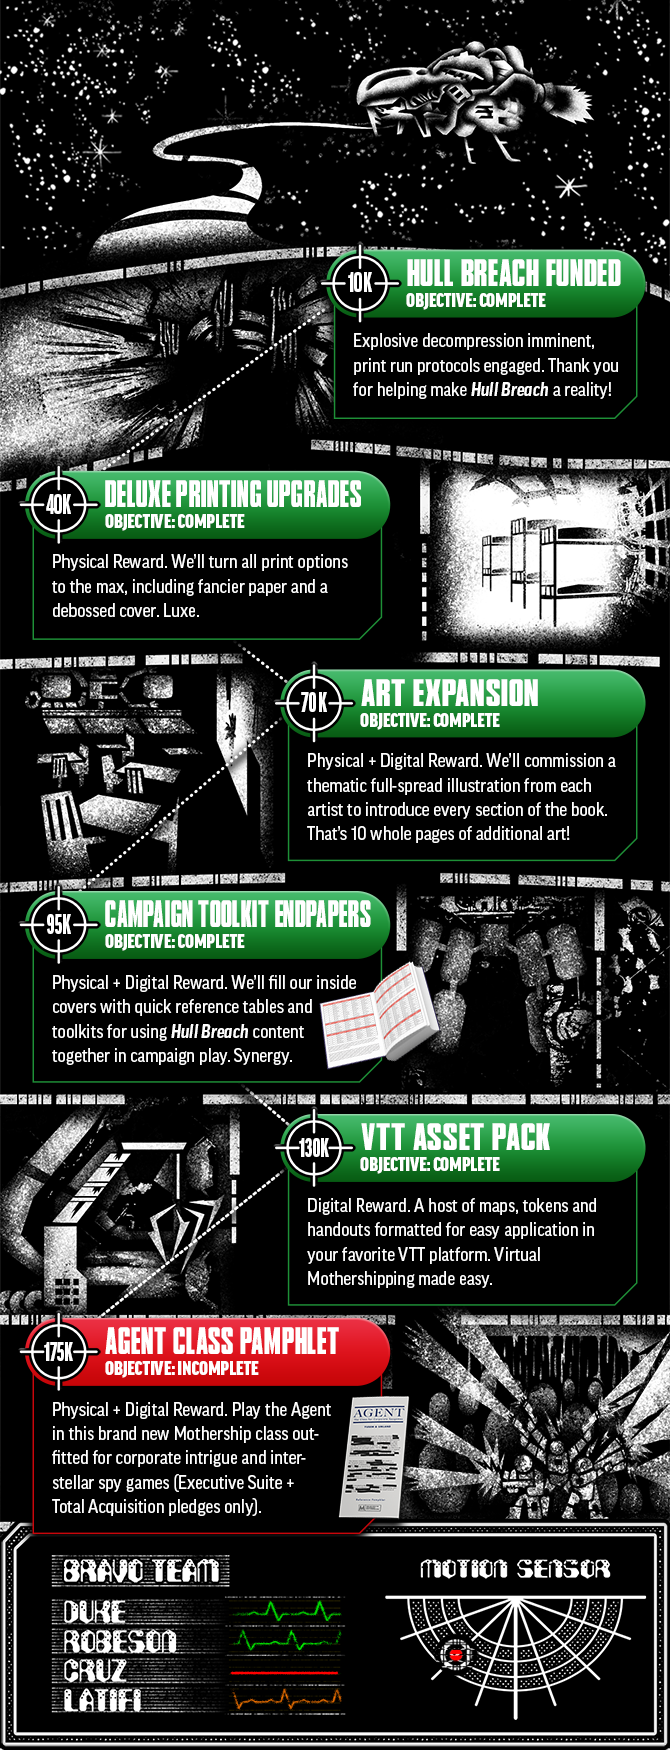 10K
HULL BREACH FUNDED
OBJECTIVE: COMPLETE
Explosive decompression imminent,
print run protocols engaged. Thank you
for helping make Hull Breach a reality!
40K
DELUXE PRINTING UPGRADES
OBJECTIVE: COMPLETE
Physical Reward. We'll turn all print options
to the max, including fancier paper and a
debossed cover. Luxe.
70K
ART EXPANSION
OBJECTIVE: COMPLETE
Physical + Digital Reward. We'll commission a
thematic full-spread illustration from each
artist to introduce every section of the book.
That's 10 whole pages of additional art!
95K
CAMPAIGN TOOLKIT ENDPAPERS
OBJECTIVE: COMPLETE
Physical + Digital Reward. We'll fill our inside
covers with quick reference tables and
toolkits for using Hull Breach content
together in campaign play. Synergy.
130K
VTT ASSET PACK
OBJECTIVE: COMPLETE
Digital Reward. A host of maps, tokens and
handouts formatted for easy application in
your favorite VTT platform. Virtual
Mothershipping made easy.
175K
AGENT CLASS PAMPHLET
OBJECTIVE: INCOMPLETE
Physical + Digital Reward. Play the Agent
in this brand new Mothership class out-
fitted for corporate intrigue and inter-
stellar spy games (Executive Suite +
Total Acquisition pledges only).
AGENT
BRAVO TEAM
DUKE
ROBESON
CRUZ
LATIFI
MOTION SENSOR